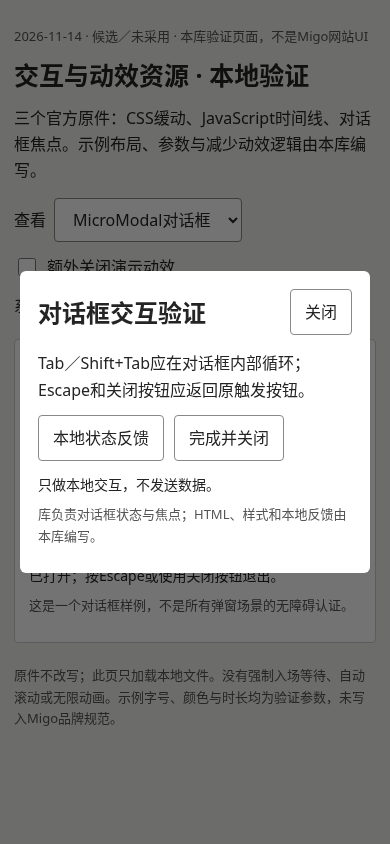 2026-11-14 · 候选／未采用 · 本库验证页面，不是Migo网站UI
交互与动效资源 · 本地验证
三个官方原件：CSS缓动、JavaScript时间线、对话
框焦点。示例布局、参数与减少动效逻辑由本库编
写。
查看
MicroModal对话框
额外关闭演示动效
对话框交互验证
关闭
Tab／Shift+Tab应在对话框内部循环；
Escape和关闭按钮应返回原触发按钮。
本地状态反馈
完成并关闭
只做本地交互，不发送数据。
库负责对话框状态与焦点；HTML、样式和本地反馈由
本库编写。
已打开；按Escape或使用关闭按钮退出。
这是一个对话框样例，不是所有弹窗场景的无障碍认证。
原件不改写；此页只加载本地文件。没有强制入场等待、自动
滚动或无限动画。示例字号、颜色与时长均为验证参数，未写
入Migo品牌规范。